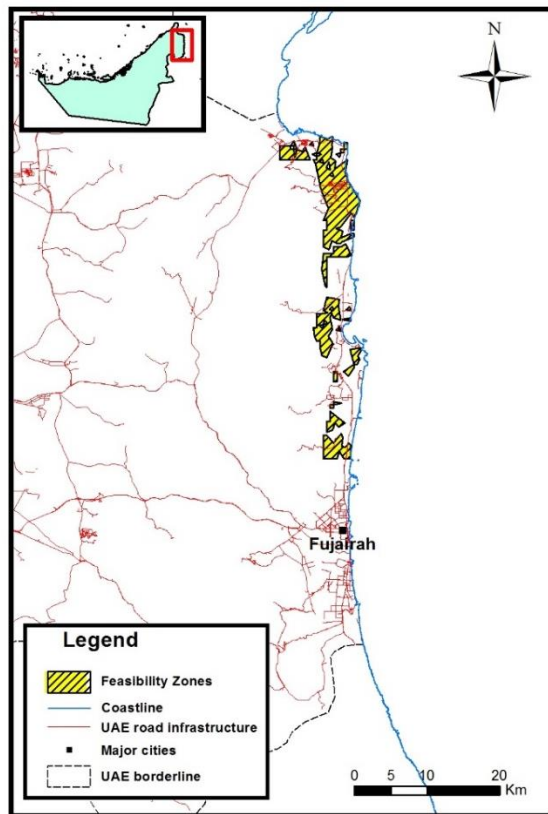 N
Fujairah
Legend
Feasibility Zones
Coastline
UAE road infrastructure
Major cities
UAE borderline
0 5 10 20
Km